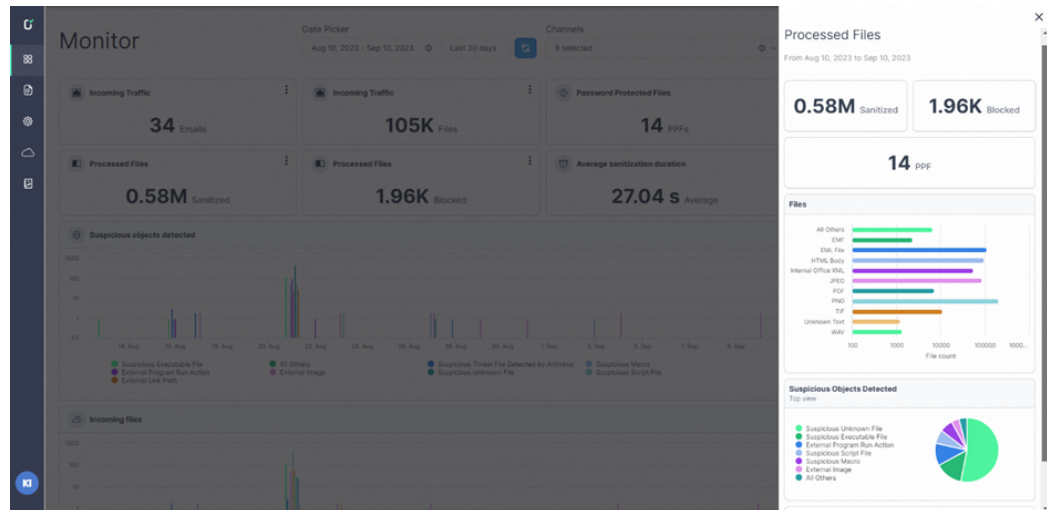 Monitor
Date Picker
Aug 10, 2023 - Sep 10, 2023
Last 30 days
Channels
9 selected
Incoming Traffic
34 Emails
Incoming Traffic
105K Files
Password Protected Files
14 PPFs
Processed Files
0.58M Sanitized
Processed Files
1.96K Blocked
Average sanitization duration
27.04 s Average
Suspicious objects detected
1000
100
10
1
0.1
14. Aug
16. Aug
18. Aug
20. Aug
22. Aug
24. Aug
26. Aug
28. Aug
30. Aug
1. Sep
3. Sep
5. Sep
7. Sep
9. Sep
Suspicious Executable File
All Others
Suspicious Threat File Detected by Antivirus
Suspicious Macro
External Program Run Action
External Image
Suspicious Unknown File
Suspicious Script File
External Link Path
Incoming files
1000
100
10
1
KI
Processed Files
From Aug 10, 2023 to Sep 10, 2023
0.58M Sanitized
1.96K Blocked
14 PPF
Files
All Others
EMF
EML File
HTML Body
Internal Office XML
JPEG
PDF
PNG
TIF
Unknown Text
WAV
100
1000
10000
100000
1000...
File count
Suspicious Objects Detected
Top view
Suspicious Unknown File
Suspicious Executable File
External Program Run Action
Suspicious Script File
Suspicious Macro
External Image
All Others